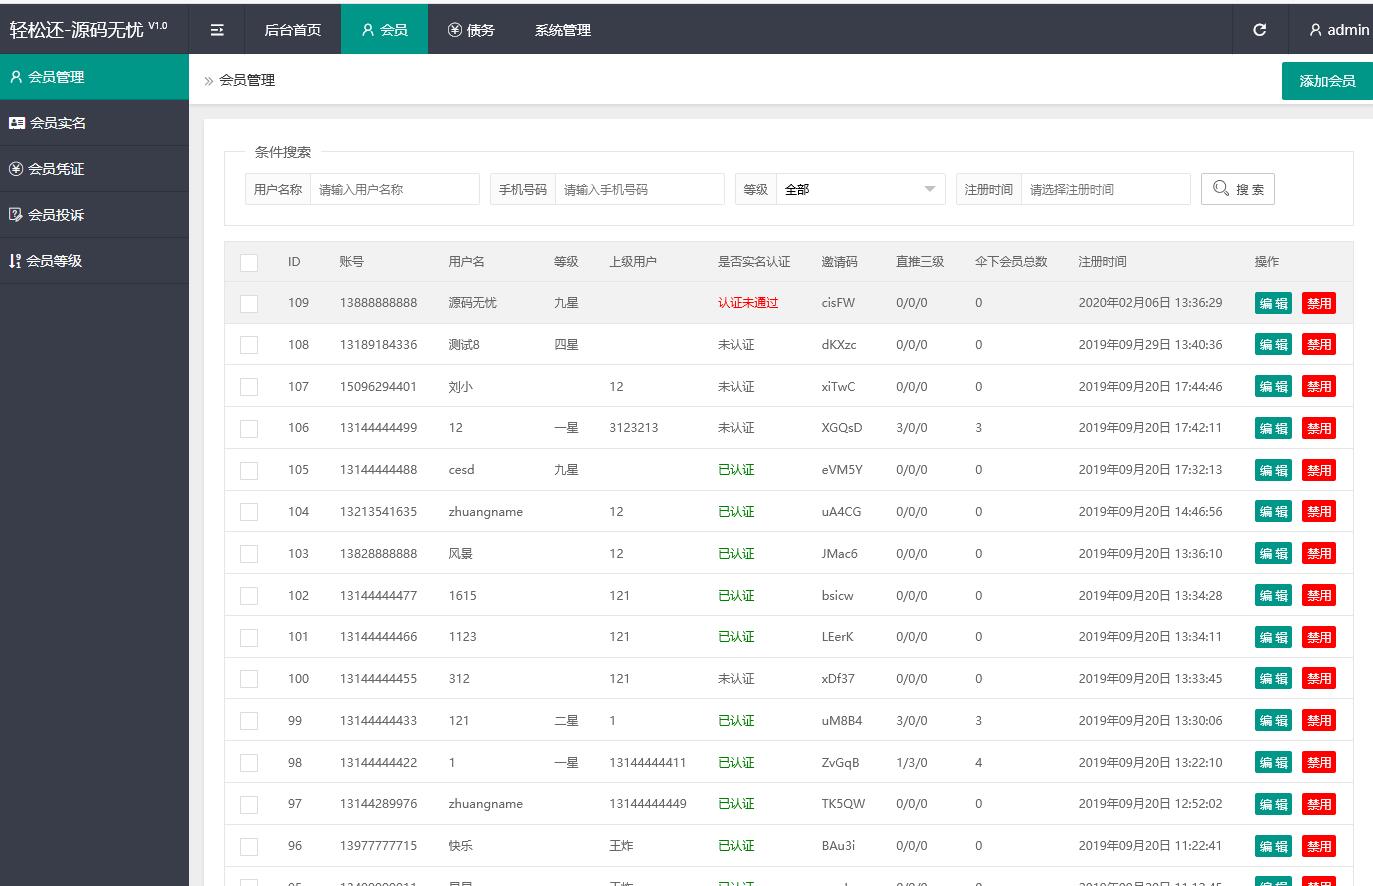 轻松还-源码无忧 V1.0 后台首页 会员 债务 系统管理 admin
会员管理
会员实名
会员凭证
会员投诉
会员等级
» 会员管理 添加会员
条件搜索
用户名称 请输入用户名称 手机号码 请输入手机号码 等级 全部 注册时间 请选择注册时间 搜 索
ID 账号 用户名 等级 上级用户 是否实名认证 邀请码 直推三级 伞下会员总数 注册时间 操作
109 13888888888 源码无忧 九星 认证未通过 cisFW 0/0/0 0 2020年02月06日 13:36:29 编 辑 禁用
108 13189184336 测试8 四星 未认证 dKXzc 0/0/0 0 2019年09月29日 13:40:36 编 辑 禁用
107 15096294401 刘小 12 未认证 xiTwC 0/0/0 0 2019年09月20日 17:44:46 编 辑 禁用
106 13144444499 12 一星 3123213 未认证 XGQsD 3/0/0 3 2019年09月20日 17:42:11 编 辑 禁用
105 13144444488 cesd 九星 已认证 eVM5Y 0/0/0 0 2019年09月20日 17:32:13 编 辑 禁用
104 13213541635 zhuangname 12 已认证 uA4CG 0/0/0 0 2019年09月20日 14:46:56 编 辑 禁用
103 13828888888 风景 12 已认证 JMac6 0/0/0 0 2019年09月20日 13:36:10 编 辑 禁用
102 13144444477 1615 121 已认证 bsicw 0/0/0 0 2019年09月20日 13:34:28 编 辑 禁用
101 13144444466 1123 121 已认证 LEerK 0/0/0 0 2019年09月20日 13:34:11 编 辑 禁用
100 13144444455 312 121 未认证 xDf37 0/0/0 0 2019年09月20日 13:33:45 编 辑 禁用
99 13144444433 121 二星 1 已认证 uM8B4 3/0/0 3 2019年09月20日 13:30:06 编 辑 禁用
98 13144444422 1 一星 13144444411 已认证 ZvGqB 1/3/0 4 2019年09月20日 13:22:10 编 辑 禁用
97 13144289976 zhuangname 13144444449 已认证 TK5QW 0/0/0 0 2019年09月20日 12:52:02 编 辑 禁用
96 13977777715 快乐 王炸 已认证 BAu3i 0/0/0 0 2019年09月20日 11:22:41 编 辑 禁用